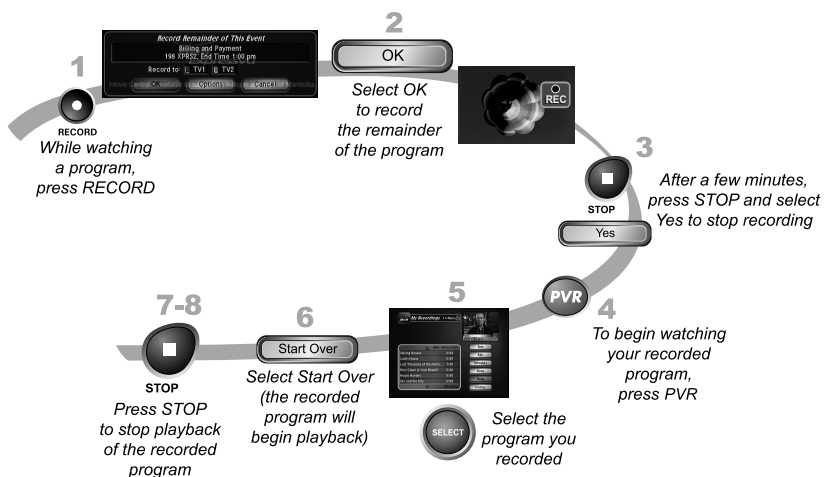 1
RECORD
While watching
a program,
press RECORD
Record Remainder of This Event
Billing and Payment
198 XPRS2, End Time 1:00 pm
Record to: TV1 TV2
OK Options Cancel
2
OK
Select OK
to record
the remainder
of the program
REC
3
STOP
After a few minutes,
press STOP and select
Yes to stop recording
Yes
PVR
4
To begin watching
your recorded
program,
press PVR
5
My Recordings
SELECT
Select the
program you
recorded
6
Start Over
Select Start Over
(the recorded
program will
begin playback)
7-8
STOP
Press STOP
to stop playback
of the recorded
program